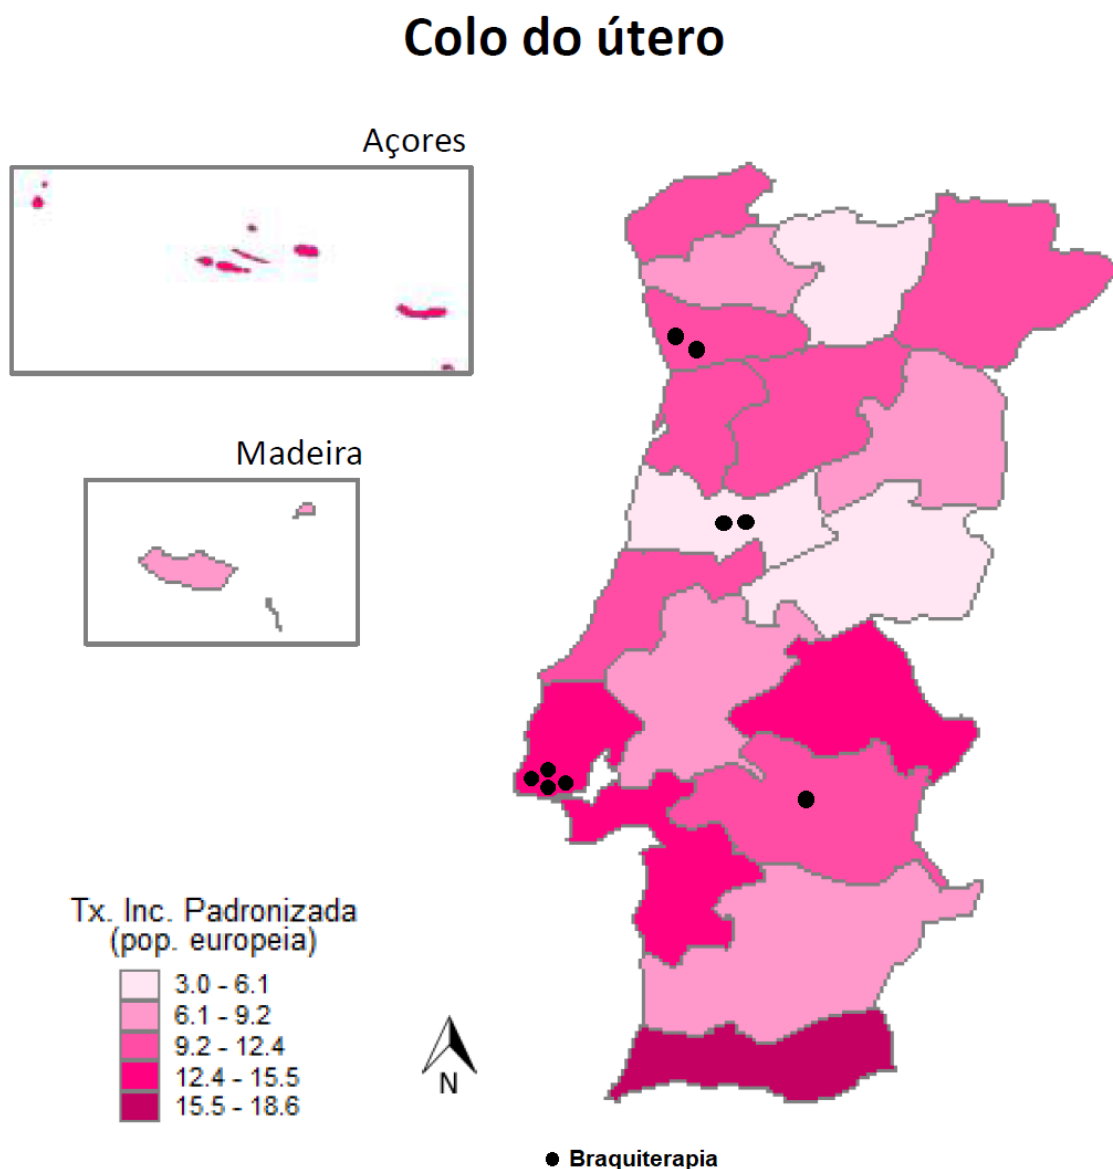 Colo do útero
Açores
Madeira
Tx. Inc. Padronizada
(pop. europeia)
3.0 - 6.1
6.1 - 9.2
9.2 - 12.4
12.4 - 15.5
15.5 - 18.6
N
Braquiterapia